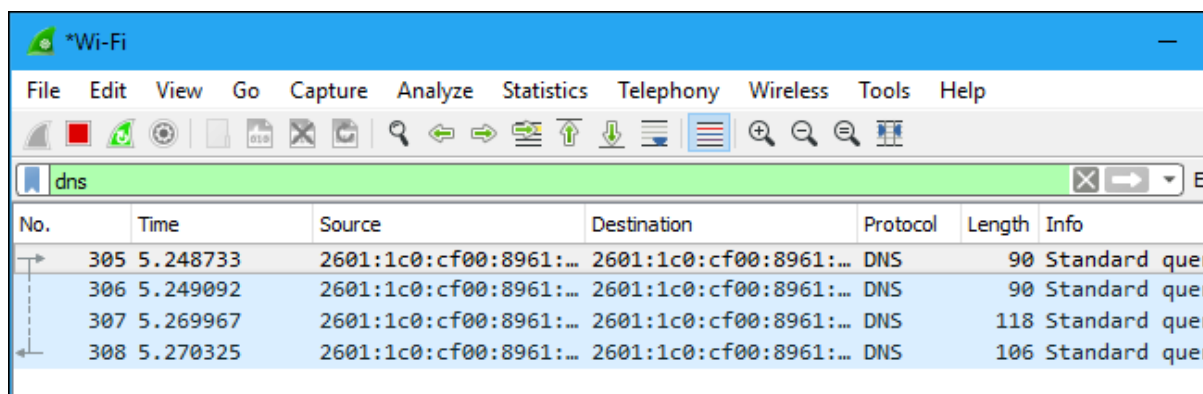 *Wi-Fi
File Edit View Go Capture Analyze Statistics Telephony Wireless Tools Help
dns
No. Time Source Destination Protocol Length Info
305 5.248733 2601:1c0:cf00:8961:… 2601:1c0:cf00:8961:… DNS 90 Standard que
306 5.249092 2601:1c0:cf00:8961:… 2601:1c0:cf00:8961:… DNS 90 Standard que
307 5.269967 2601:1c0:cf00:8961:… 2601:1c0:cf00:8961:… DNS 118 Standard que
308 5.270325 2601:1c0:cf00:8961:… 2601:1c0:cf00:8961:… DNS 106 Standard que